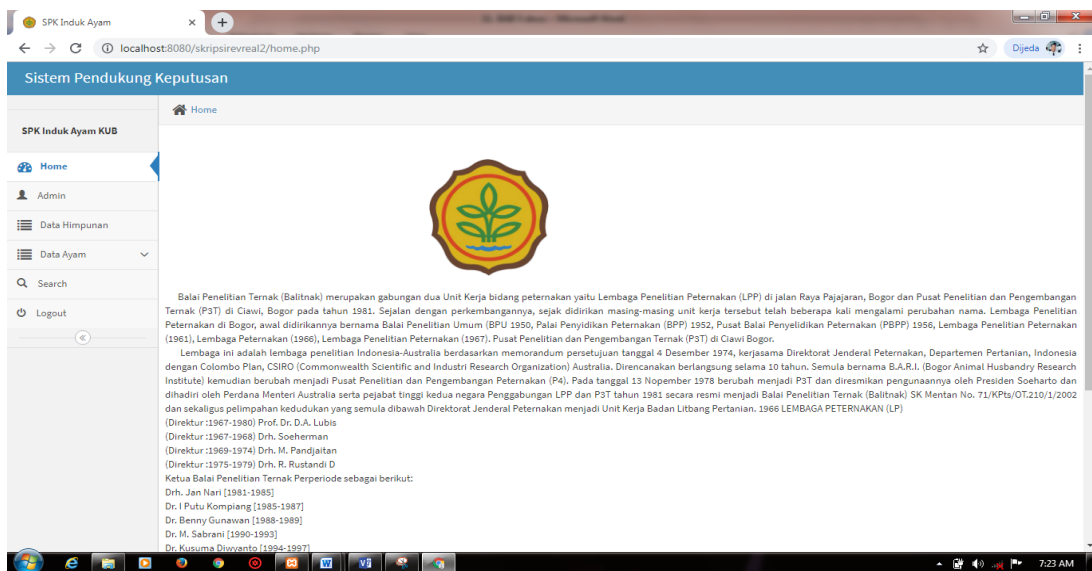 SPK Induk Ayam
localhost:8080/skripsirevreal2/home.php
Dijeda
Sistem Pendukung Keputusan
SPK Induk Ayam KUB
Home
Admin
Data Himpunan
Data Ayam
Search
Logout
Home
Balai Penelitian Ternak (Balitnak) merupakan gabungan dua Unit Kerja bidang peternakan yaitu Lembaga Penelitian Peternakan (LPP) di jalan Raya Pajajaran, Bogor dan Pusat Penelitian dan Pengembangan
Ternak (P3T) di Ciawi, Bogor pada tahun 1981. Sejalan dengan perkembangannya, sejak didirikan masing-masing unit kerja tersebut telah beberapa kali mengalami perubahan nama. Lembaga Penelitian
Peternakan di Bogor, awal didirikannya bernama Balai Penelitian Umum (BPU 1950, Palai Penyidikan Peternakan (BPP) 1952, Pusat Balai Penyelidikan Peternakan (PBPP) 1956, Lembaga Penelitian Peternakan
(1961), Lembaga Peternakan (1966), Lembaga Penelitian Peternakan (1967). Pusat Penelitian dan Pengembangan Ternak (P3T) di Ciawi Bogor.
Lembaga ini adalah lembaga penelitian Indonesia-Australia berdasarkan memorandum persetujuan tanggal 4 Desember 1974, kerjasama Direktorat Jenderal Peternakan, Departemen Pertanian, Indonesia
dengan Colombo Plan, CSIRO (Commonwealth Scientific and Industri Research Organization) Australia. Direncanakan berlangsung selama 10 tahun. Semula bernama B.A.R.I. (Bogor Animal Husbandry Research
Institute) kemudian berubah menjadi Pusat Penelitian dan Pengembangan Peternakan (P4). Pada tanggal 13 Nopember 1978 berubah menjadi P3T dan diresmikan pengunaannya oleh Presiden Soeharto dan
dihadiri oleh Perdana Menteri Australia serta pejabat tinggi kedua negara Penggabungan LPP dan P3T tahun 1981 secara resmi menjadi Balai Penelitian Ternak (Balitnak) SK Mentan No. 71/KPts/OT.210/1/2002
dan sekaligus pelimpahan kedudukan yang semula dibawah Direktorat Jenderal Peternakan menjadi Unit Kerja Badan Litbang Pertanian. 1966 LEMBAGA PETERNAKAN (LP)
(Direktur :1967-1980) Prof. Dr. D.A. Lubis
(Direktur :1967-1968) Drh. Soeherman
(Direktur :1969-1974) Drh. M. Pandjaitan
(Direktur :1975-1979) Drh. R. Rustandi D
Ketua Balai Penelitian Ternak Perperiode sebagai berikut:
Drh. Jan Nari [1981-1985]
Dr. I Putu Kompiang [1985-1987]
Dr. Benny Gunawan [1988-1989]
Dr. M. Sabrani [1990-1993]
Dr. Kusuma Diwyanto [1994-1997]
7:23 AM